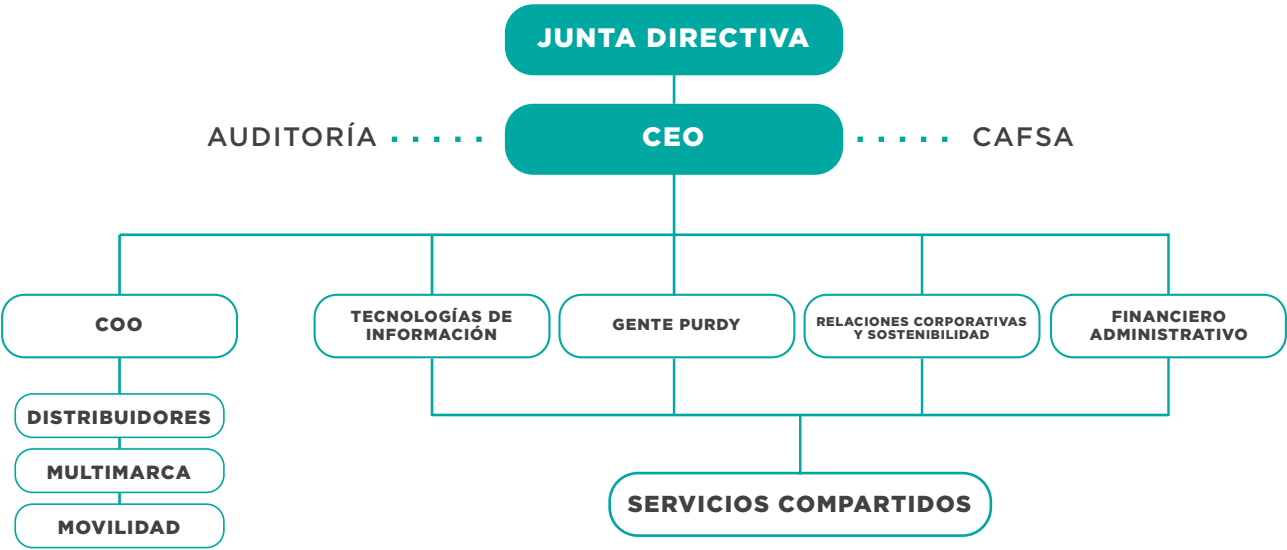 JUNTA DIRECTIVA
AUDITORÍA
CEO
CAFSA
COO
TECNOLOGÍAS DE
INFORMACIÓN
GENTE PURDY
RELACIONES CORPORATIVAS
Y SOSTENIBILIDAD
FINANCIERO
ADMINISTRATIVO
DISTRIBUIDORES
MULTIMARCA
MOVILIDAD
SERVICIOS COMPARTIDOS